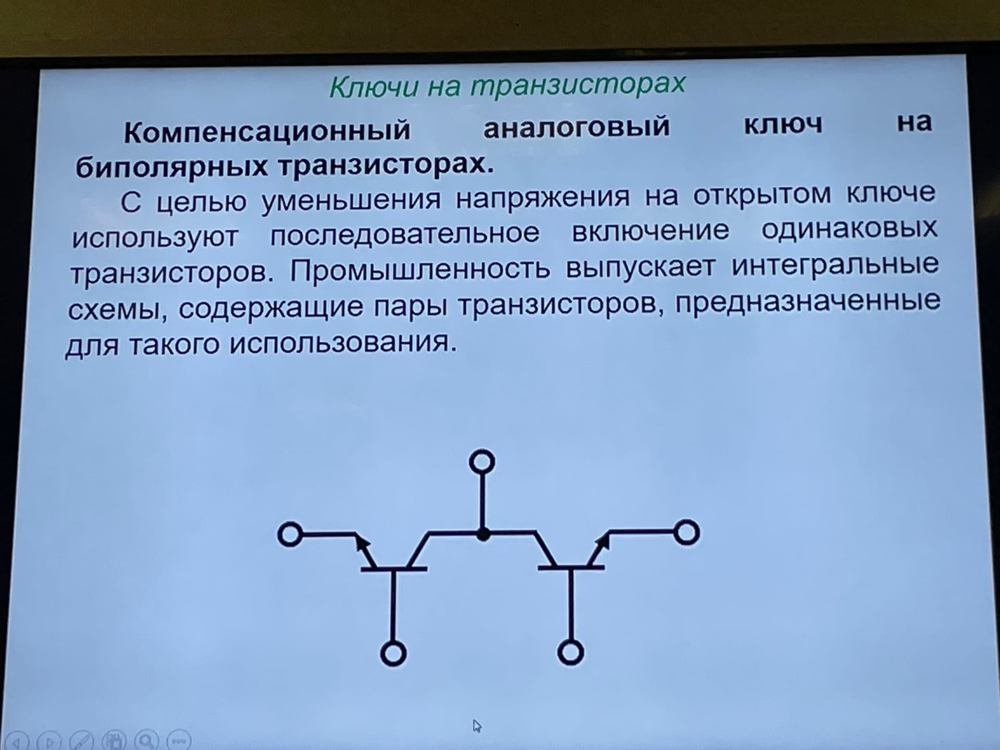 Ключи на транзисторах
Компенсационный аналоговый ключ на
биполярных транзисторах.
С целью уменьшения напряжения на открытом ключе
используют последовательное включение одинаковых
транзисторов. Промышленность выпускает интегральные
схемы, содержащие пары транзисторов, предназначенные
для такого использования.